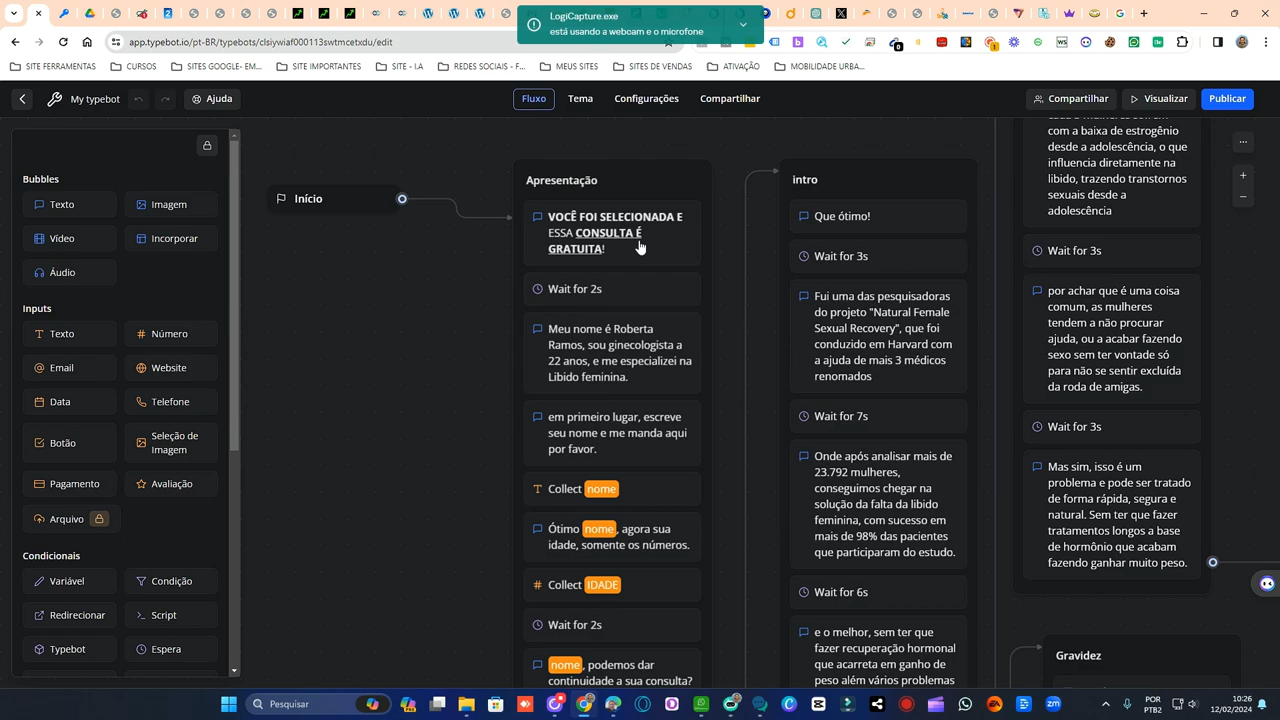 LogiCapture.exe
está usando a webcam e o microfone
app.typebot.io/pt-BR/typebots/clsiywiaf000113swtmcetxdu/edit
SITE FERRAMENTAS
CURSOS
SITES GOOGLE- EM...
SITE IMPORTANTES
SITE - I.A
REDES SOCIAIS - F...
MEUS SITES
SITES DE VENDAS
ATIVAÇÃO
MOBILIDADE URBA...
My typebot
Ajuda
Fluxo
Tema
Configurações
Compartilhar
Compartilhar
Visualizar
Publicar
Bubbles
Texto
Imagem
Vídeo
Incorporar
Áudio
Inputs
Texto
Número
Email
Website
Data
Telefone
Botão
Seleção de
Imagem
Pagamento
Avaliação
Arquivo
Condicionais
Variável
Condição
Redirecionar
Script
Typebot
Espera
Início
Apresentação
VOCÊ FOI SELECIONADA E
ESSA CONSULTA É
GRATUITA!
Wait for 2s
Meu nome é Roberta
Ramos, sou ginecologista a
22 anos, e me especializei na
Libido feminina.
em primeiro lugar, escreve
seu nome e me manda aqui
por favor.
Collect nome
Ótimo nome, agora sua
idade, somente os números.
Collect IDADE
Wait for 2s
nome, podemos dar
continuidade a sua consulta?
intro
Que ótimo!
Wait for 3s
Fui uma das pesquisadoras
do projeto "Natural Female
Sexual Recovery", que foi
conduzido em Harvard com
a ajuda de mais 3 médicos
renomados
Wait for 7s
Onde após analisar mais de
23.792 mulheres,
conseguimos chegar na
solução da falta da libido
feminina, com sucesso em
mais de 98% das pacientes
que participaram do estudo.
Wait for 6s
e o melhor, sem ter que
fazer recuperação hormonal
que acarreta em ganho de
peso além vários problemas
com a baixa de estrogênio
desde a adolescência, o que
influencia diretamente na
libido, trazendo transtornos
sexuais desde a
adolescência
Wait for 3s
por achar que é uma coisa
comum, as mulheres
tendem a não procurar
ajuda, ou a acabar fazendo
sexo sem ter vontade só
para não se sentir excluída
da roda de amigas.
Wait for 3s
Mas sim, isso é um
problema e pode ser tratado
de forma rápida, segura e
natural. Sem ter que fazer
tratamentos longos a base
de hormônio que acabam
fazendo ganhar muito peso.
Gravidez
Pesquisar
POR
PTB2
10:26
12/02/2024